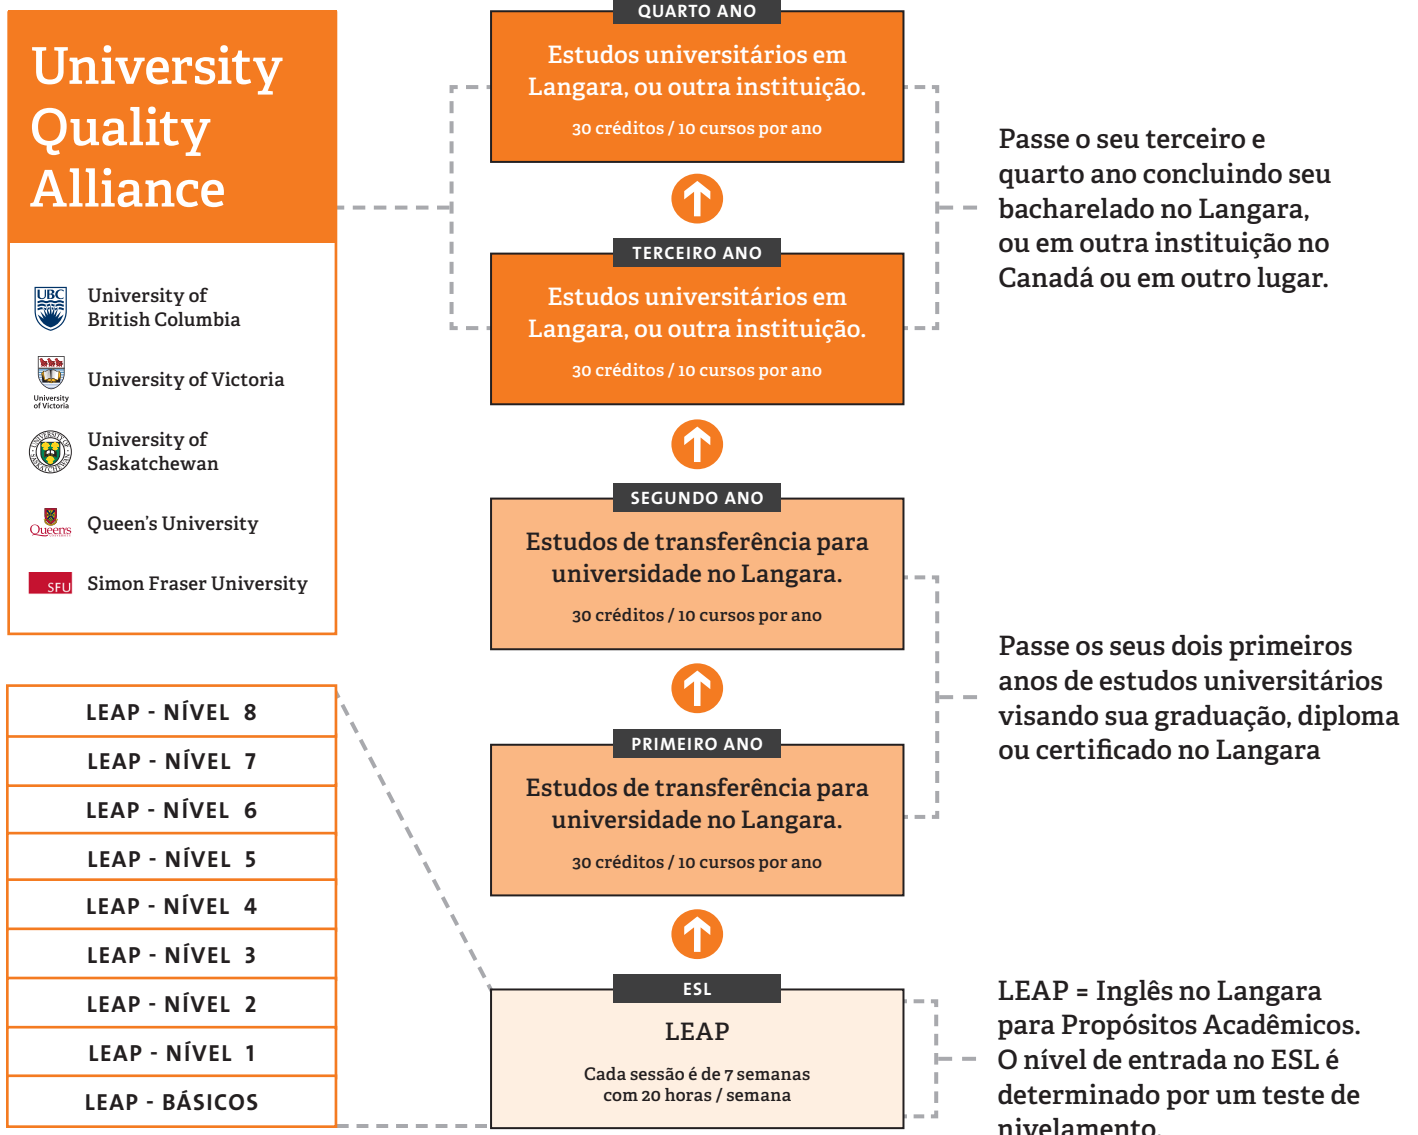 University
Quality
Alliance
UBC
University of
British Columbia
University
of Victoria
University of Victoria
University of
Saskatchewan
Queen's
Queen's University
SFU
Simon Fraser University
LEAP - NÍVEL 8
LEAP - NÍVEL 7
LEAP - NÍVEL 6
LEAP - NÍVEL 5
LEAP - NÍVEL 4
LEAP - NÍVEL 3
LEAP - NÍVEL 2
LEAP - NÍVEL 1
LEAP - BÁSICOS
QUARTO ANO
Estudos universitários em
Langara, ou outra instituição.
30 créditos / 10 cursos por ano
TERCEIRO ANO
Estudos universitários em
Langara, ou outra instituição.
30 créditos / 10 cursos por ano
SEGUNDO ANO
Estudos de transferência para
universidade no Langara.
30 créditos / 10 cursos por ano
PRIMEIRO ANO
Estudos de transferência para
universidade no Langara.
30 créditos / 10 cursos por ano
ESL
LEAP
Cada sessão é de 7 semanas
com 20 horas / semana
Passe o seu terceiro e
quarto ano concluindo seu
bacharelado no Langara,
ou em outra instituição no
Canadá ou em outro lugar.
Passe os seus dois primeiros
anos de estudos universitários
visando sua graduação, diploma
ou certificado no Langara
LEAP = Inglês no Langara
para Propósitos Acadêmicos.
O nível de entrada no ESL é
determinado por um teste de
nivelamento.